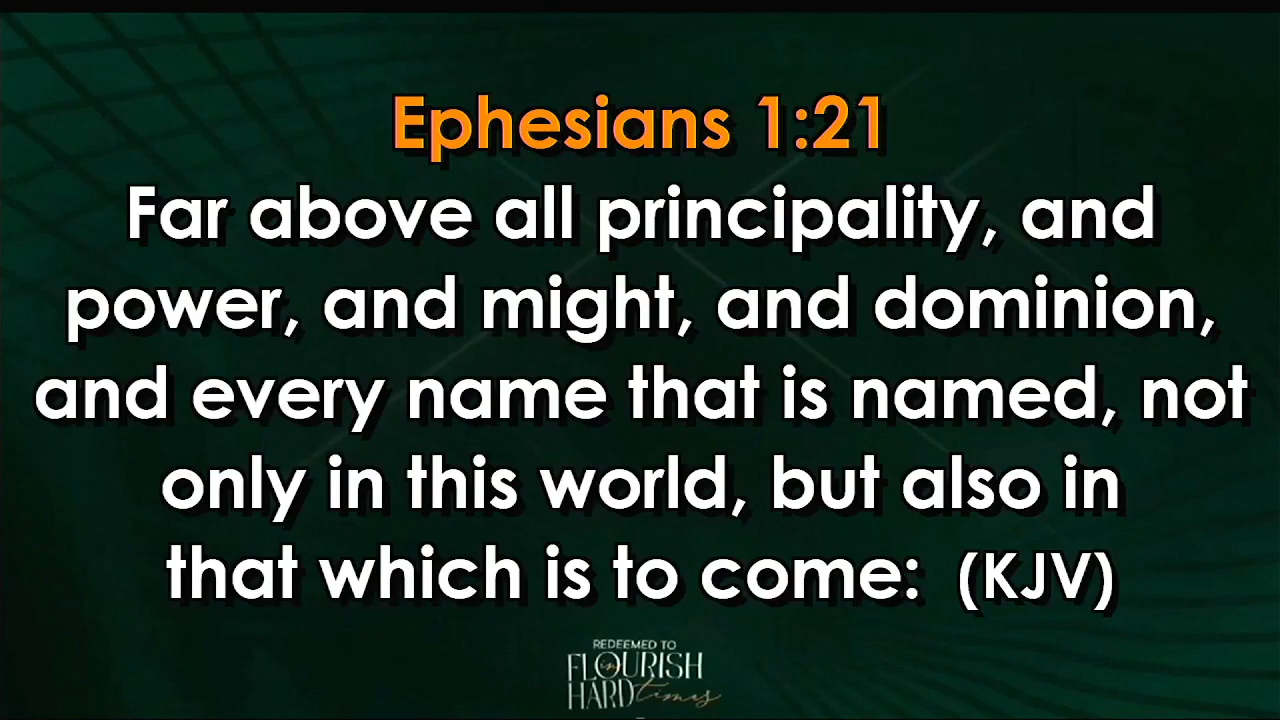 Ephesians 1:21
Far above all principality, and
power, and might, and dominion,
and every name that is named, not
only in this world, but also in
that which is to come:  (KJV)
REDEEMED TO
FLOURISH
in
HARD times